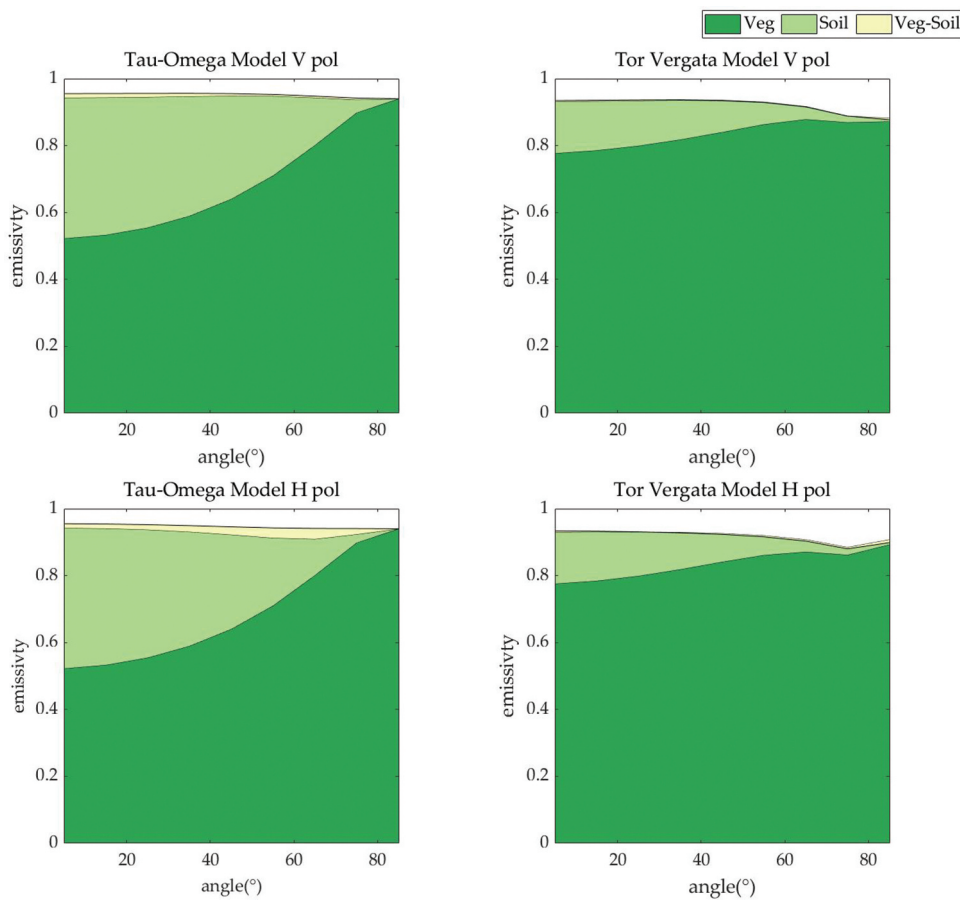 Veg Soil Veg-Soil
Tau-Omega Model V pol
1
0.8
0.6
0.4
0.2
0
emissivty
20 40 60 80
angle(°)
Tor Vergata Model V pol
1
0.8
0.6
0.4
0.2
0
emissivty
20 40 60 80
angle(°)
Tau-Omega Model H pol
1
0.8
0.6
0.4
0.2
0
emissivty
20 40 60 80
angle(°)
Tor Vergata Model H pol
1
0.8
0.6
0.4
0.2
0
emissivty
20 40 60 80
angle(°)